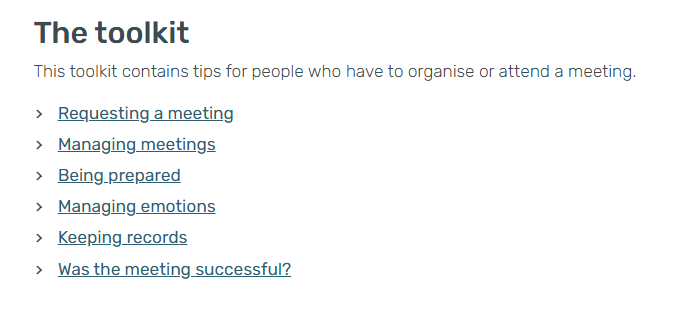 The toolkit
This toolkit contains tips for people who have to organise or attend a meeting.
Requesting a meeting
Managing meetings
Being prepared
Managing emotions
Keeping records
Was the meeting successful?